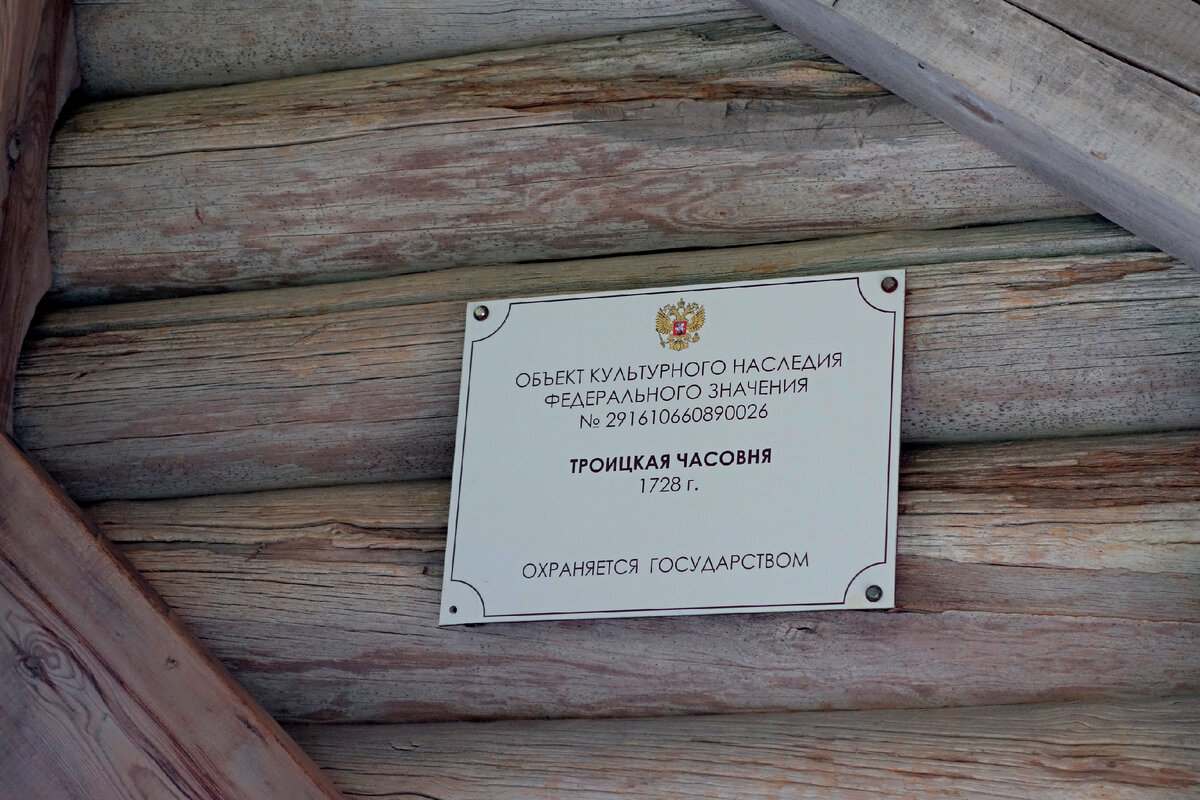 ОБЪЕКТ КУЛЬТУРНОГО НАСЛЕДИЯ
ФЕДЕРАЛЬНОГО ЗНАЧЕНИЯ
№ 291610660890026
ТРОИЦКАЯ ЧАСОВНЯ
1728 г.
ОХРАНЯЕТСЯ ГОСУДАРСТВОМ